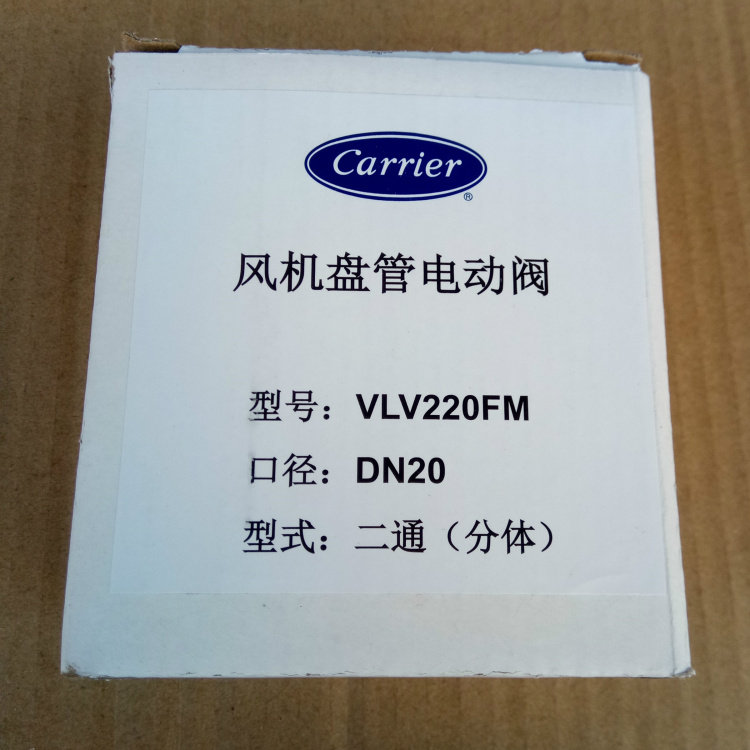 Carrier
®
风机盘管电动阀
型号：VLV220FM
口径：DN20
型式：二通（分体）